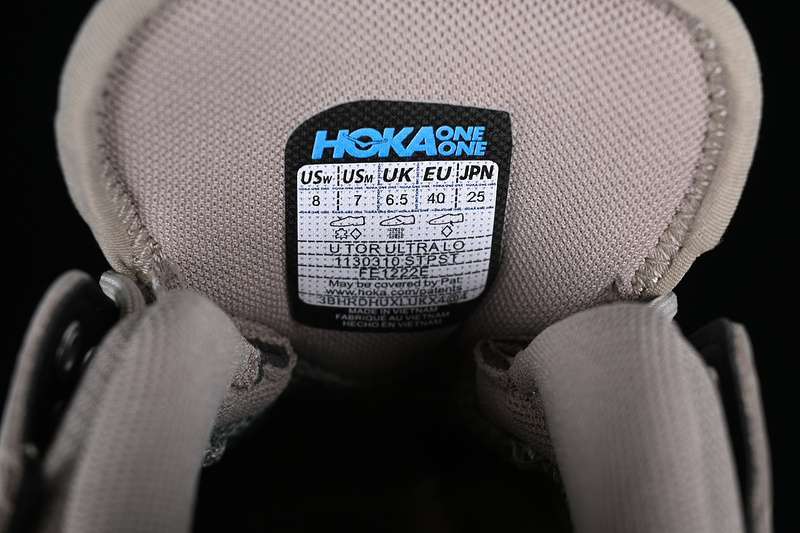 HOKA ONE ONE
USW USM UK EU JPN
8 7 6.5 40 25
U TOR ULTRA LO
1130310 STPST
FE1222E
May be covered by Pat:
www.hoka.com/patents
MADE IN VIETNAM
FABRIQUÉ AU VIETNAM
HECHO EN VIETNAM